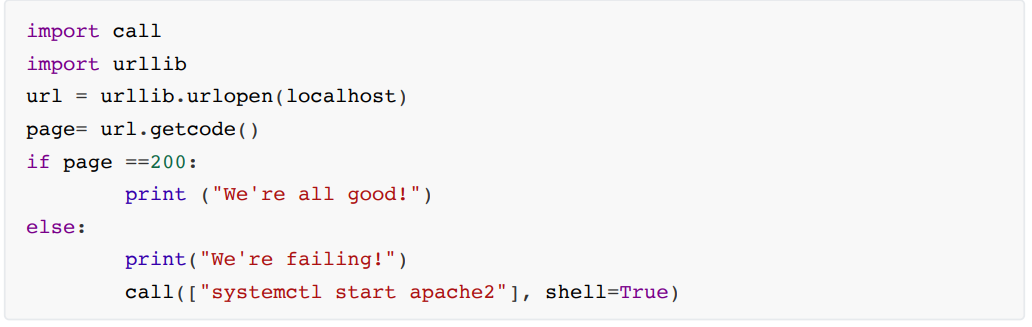 import call
import urllib
url = urllib.urlopen(localhost)
page= url.getcode()
if page ==200:
        print ("We're all good!")
else:
        print("We're failing!")
        call(["systemctl start apache2"], shell=True)